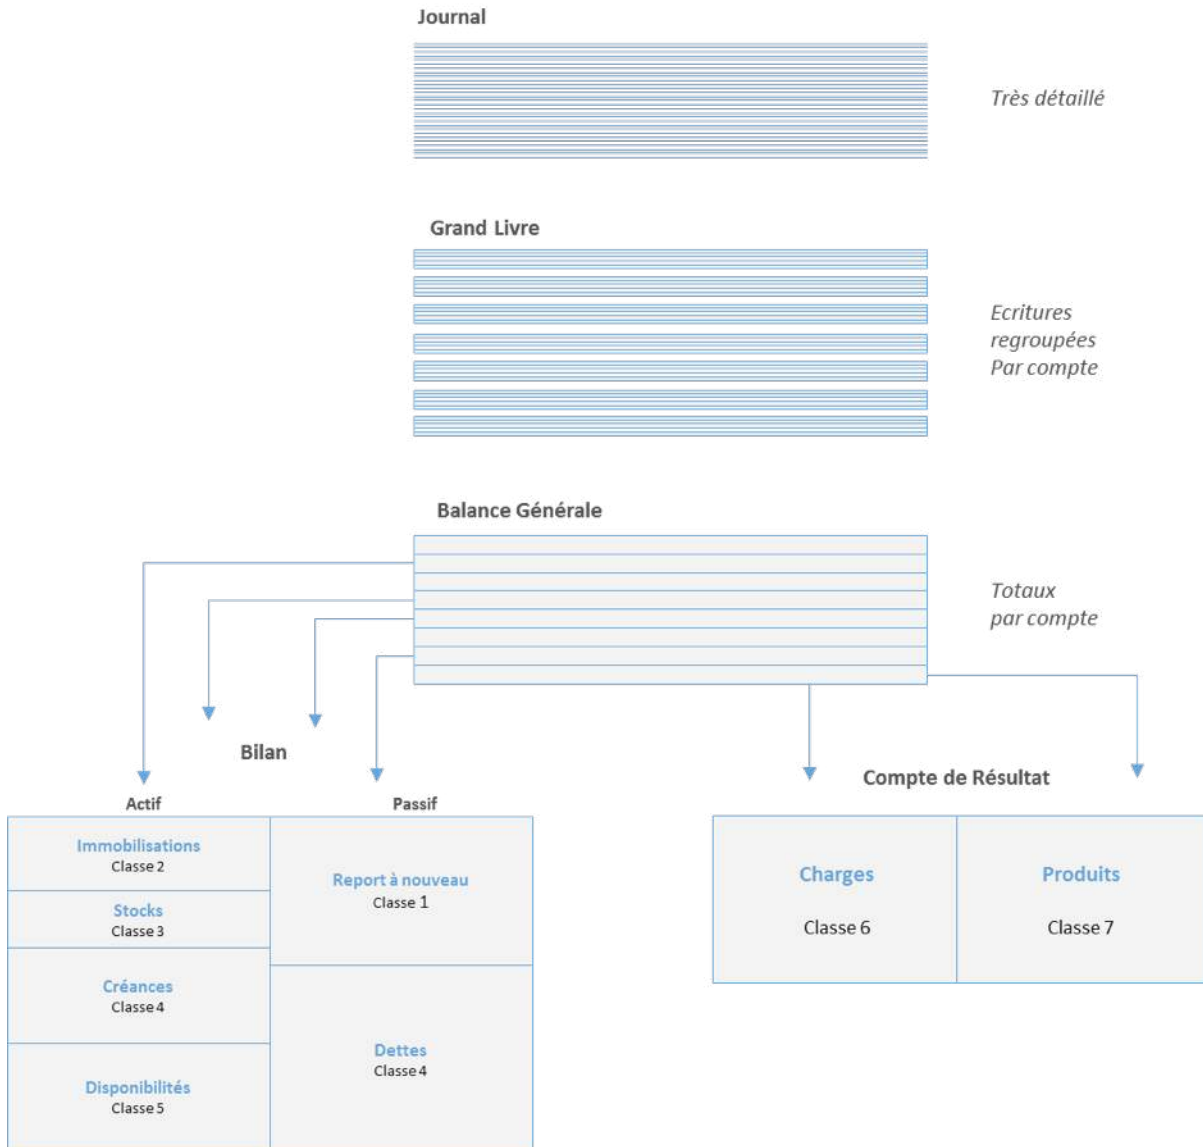 Journal
Très détaillé
Grand Livre
Ecritures
regroupées
Par compte
Balance Générale
Totaux
par compte
Bilan
Actif
Passif
Immobilisations
Classe 2
Stocks
Classe 3
Créances
Classe 4
Disponibilités
Classe 5
Report à nouveau
Classe 1
Dettes
Classe 4
Compte de Résultat
Charges
Classe 6
Produits
Classe 7